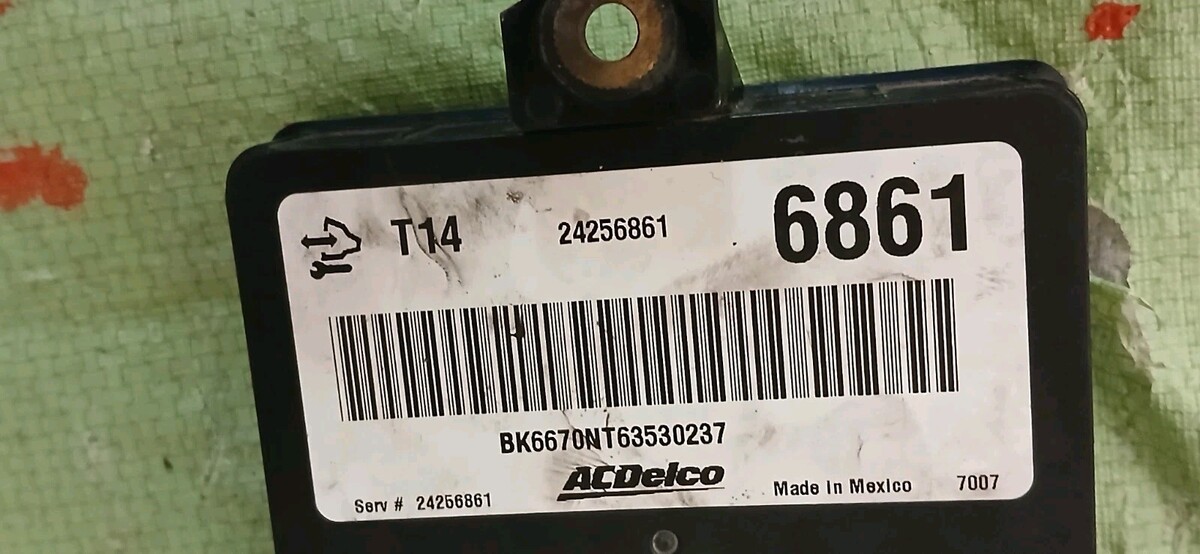 T14 24256861 6861
BK6670NT63530237
ACDelco
Serv # 24256861 Made In Mexico 7007